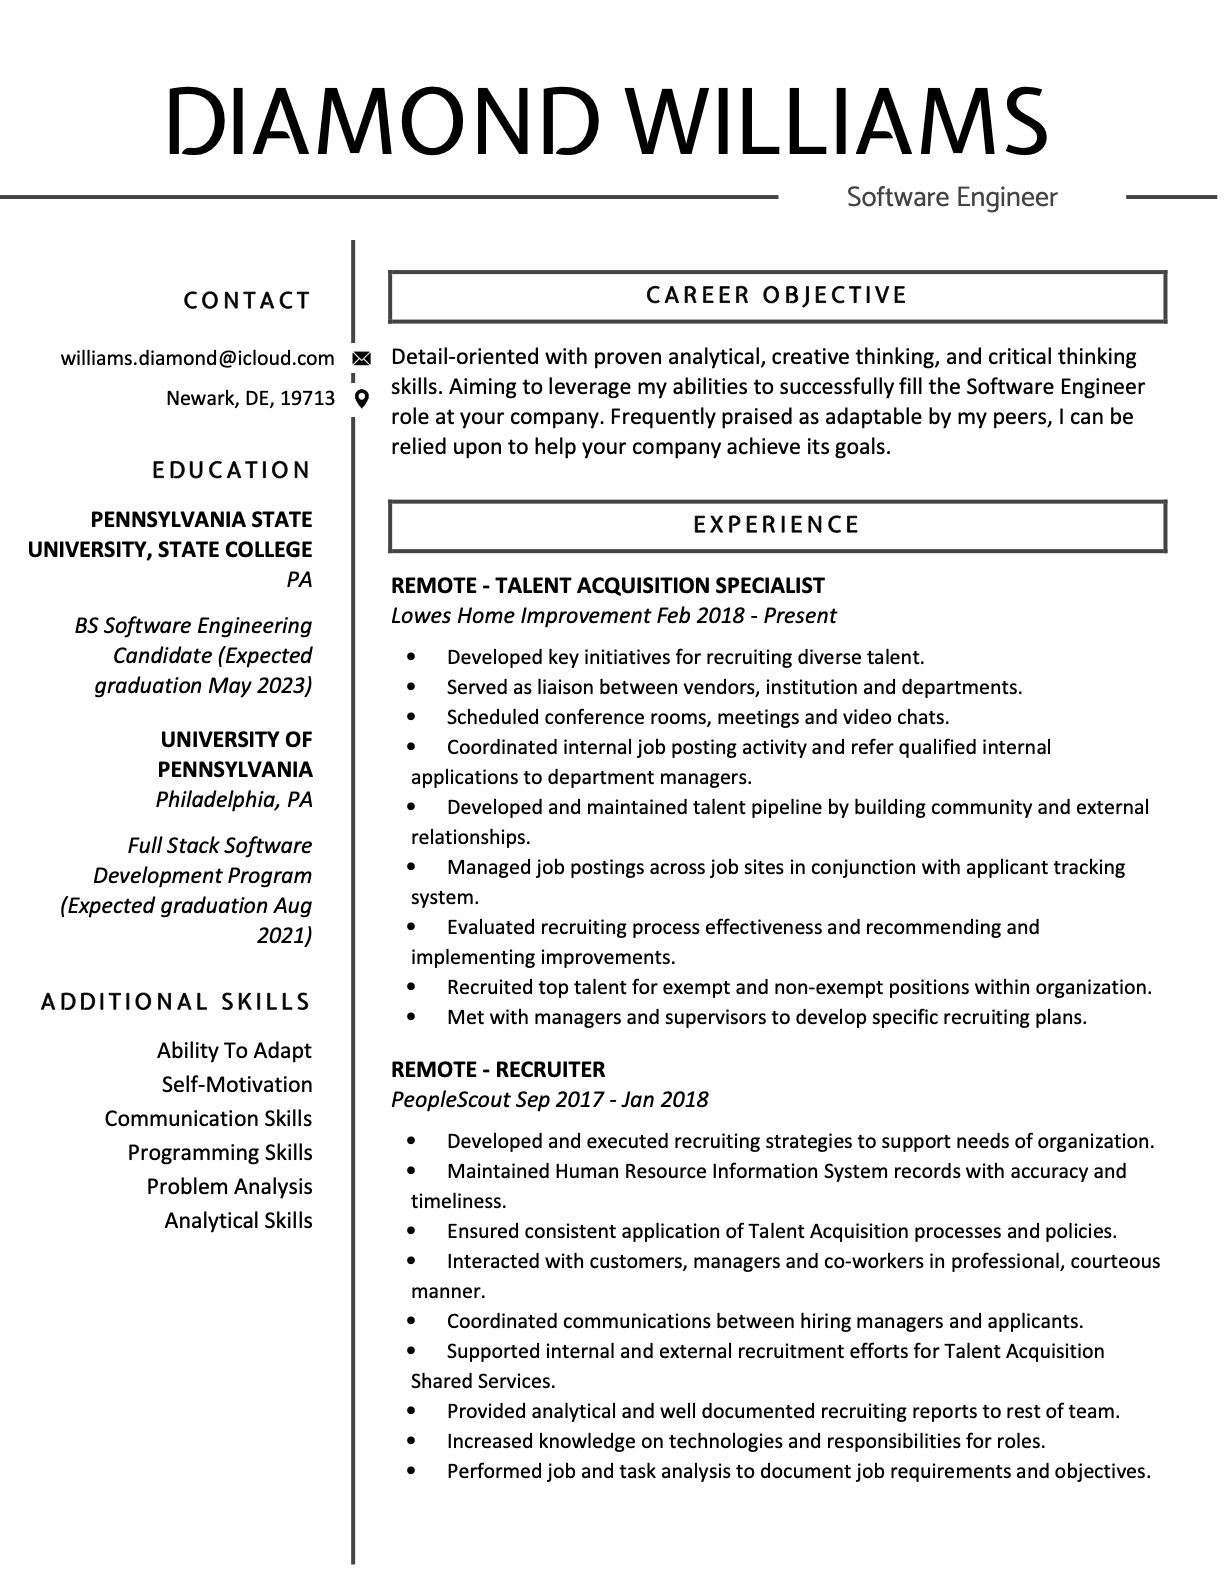 DIAMOND WILLIAMS
Software Engineer
CONTACT
williams.diamond@icloud.com
Newark, DE, 19713
EDUCATION
PENNSYLVANIA STATE
UNIVERSITY, STATE COLLEGE
PA
BS Software Engineering
Candidate (Expected
graduation May 2023)
UNIVERSITY OF
PENNSYLVANIA
Philadelphia, PA
Full Stack Software
Development Program
(Expected graduation Aug
2021)
ADDITIONAL SKILLS
Ability To Adapt
Self-Motivation
Communication Skills
Programming Skills
Problem Analysis
Analytical Skills
CAREER OBJECTIVE
Detail-oriented with proven analytical, creative thinking, and critical thinking
skills. Aiming to leverage my abilities to successfully fill the Software Engineer
role at your company. Frequently praised as adaptable by my peers, I can be
relied upon to help your company achieve its goals.
EXPERIENCE
REMOTE - TALENT ACQUISITION SPECIALIST
Lowes Home Improvement Feb 2018 - Present
• Developed key initiatives for recruiting diverse talent.
• Served as liaison between vendors, institution and departments.
• Scheduled conference rooms, meetings and video chats.
• Coordinated internal job posting activity and refer qualified internal
applications to department managers.
• Developed and maintained talent pipeline by building community and external
relationships.
• Managed job postings across job sites in conjunction with applicant tracking
system.
• Evaluated recruiting process effectiveness and recommending and
implementing improvements.
• Recruited top talent for exempt and non-exempt positions within organization.
• Met with managers and supervisors to develop specific recruiting plans.
REMOTE - RECRUITER
PeopleScout Sep 2017 - Jan 2018
• Developed and executed recruiting strategies to support needs of organization.
• Maintained Human Resource Information System records with accuracy and
timeliness.
• Ensured consistent application of Talent Acquisition processes and policies.
• Interacted with customers, managers and co-workers in professional, courteous
manner.
• Coordinated communications between hiring managers and applicants.
• Supported internal and external recruitment efforts for Talent Acquisition
Shared Services.
• Provided analytical and well documented recruiting reports to rest of team.
• Increased knowledge on technologies and responsibilities for roles.
• Performed job and task analysis to document job requirements and objectives.